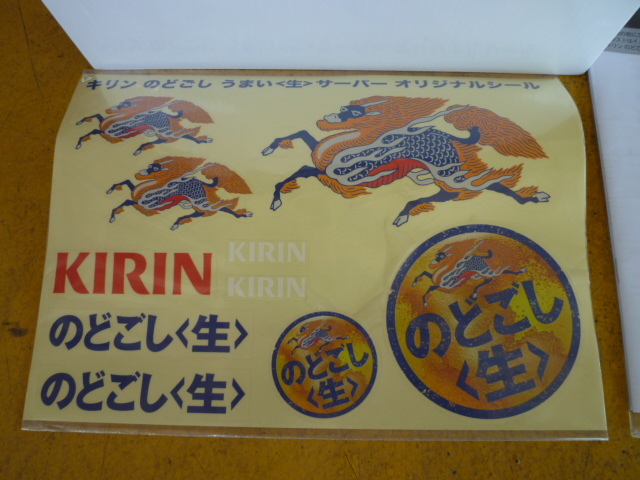 キリン のどごし うまい〈生〉サーバー オリジナルシール
KIRIN
KIRIN
KIRIN
のどごし〈生〉
のどごし〈生〉
のどごし
〈生〉
のどごし
〈生〉